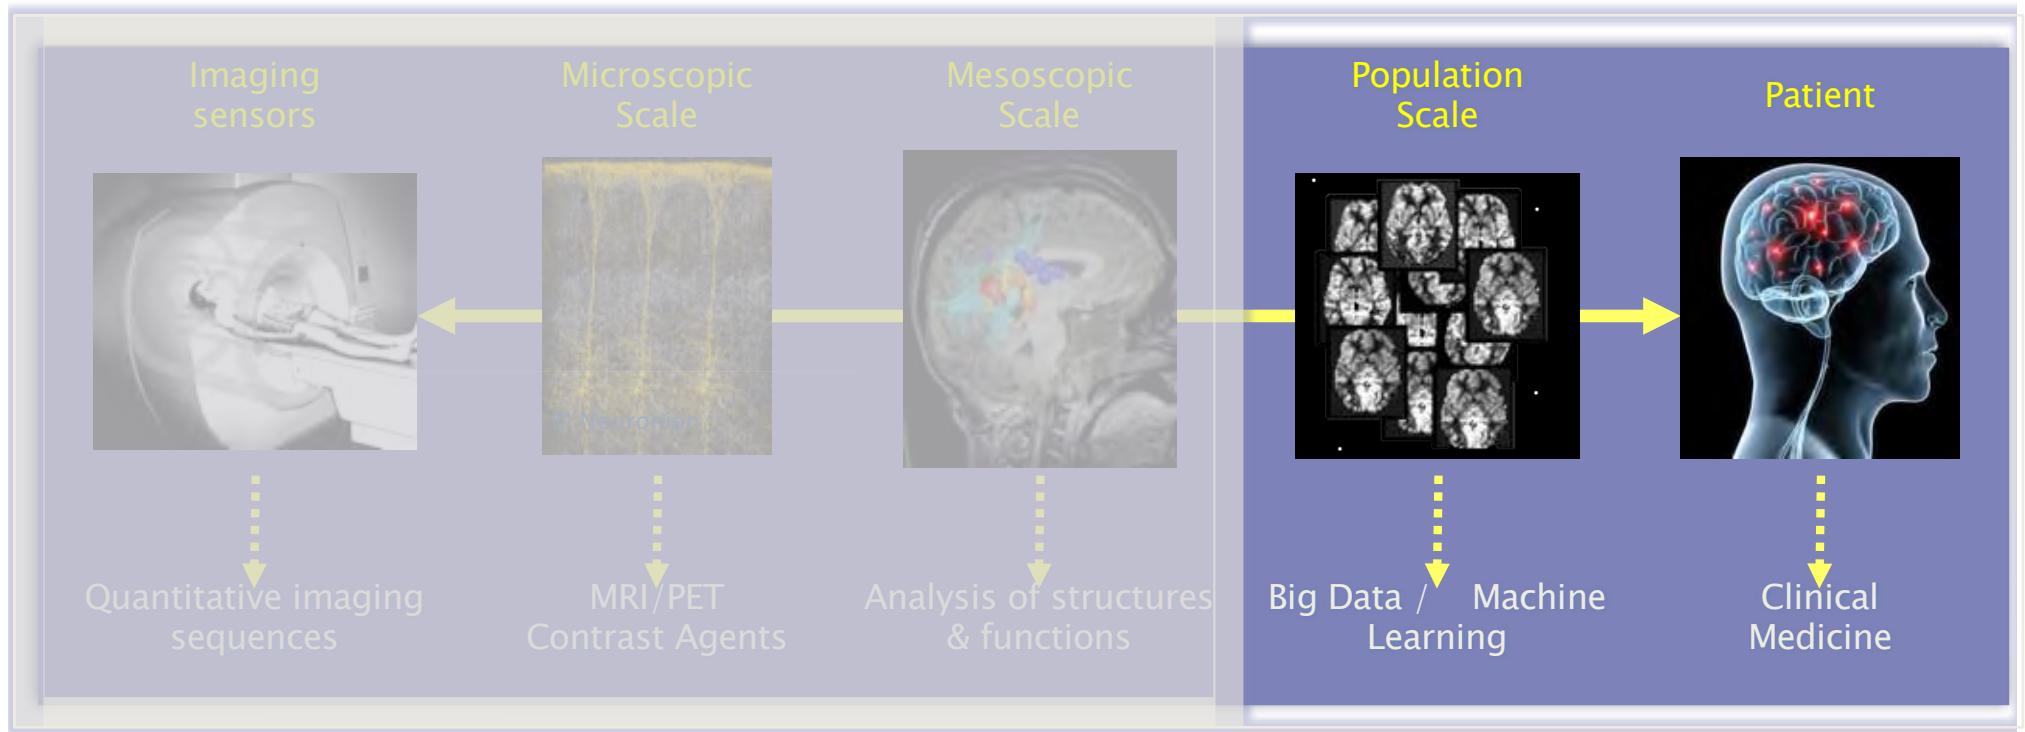 Imaging
sensors
Microscopic
Scale
Mesoscopic
Scale
Population
Scale
Patient
Quantitative imaging
sequences
MRI/PET
Contrast Agents
Analysis of structures
& functions
Big Data / Machine
Learning
Clinical
Medicine